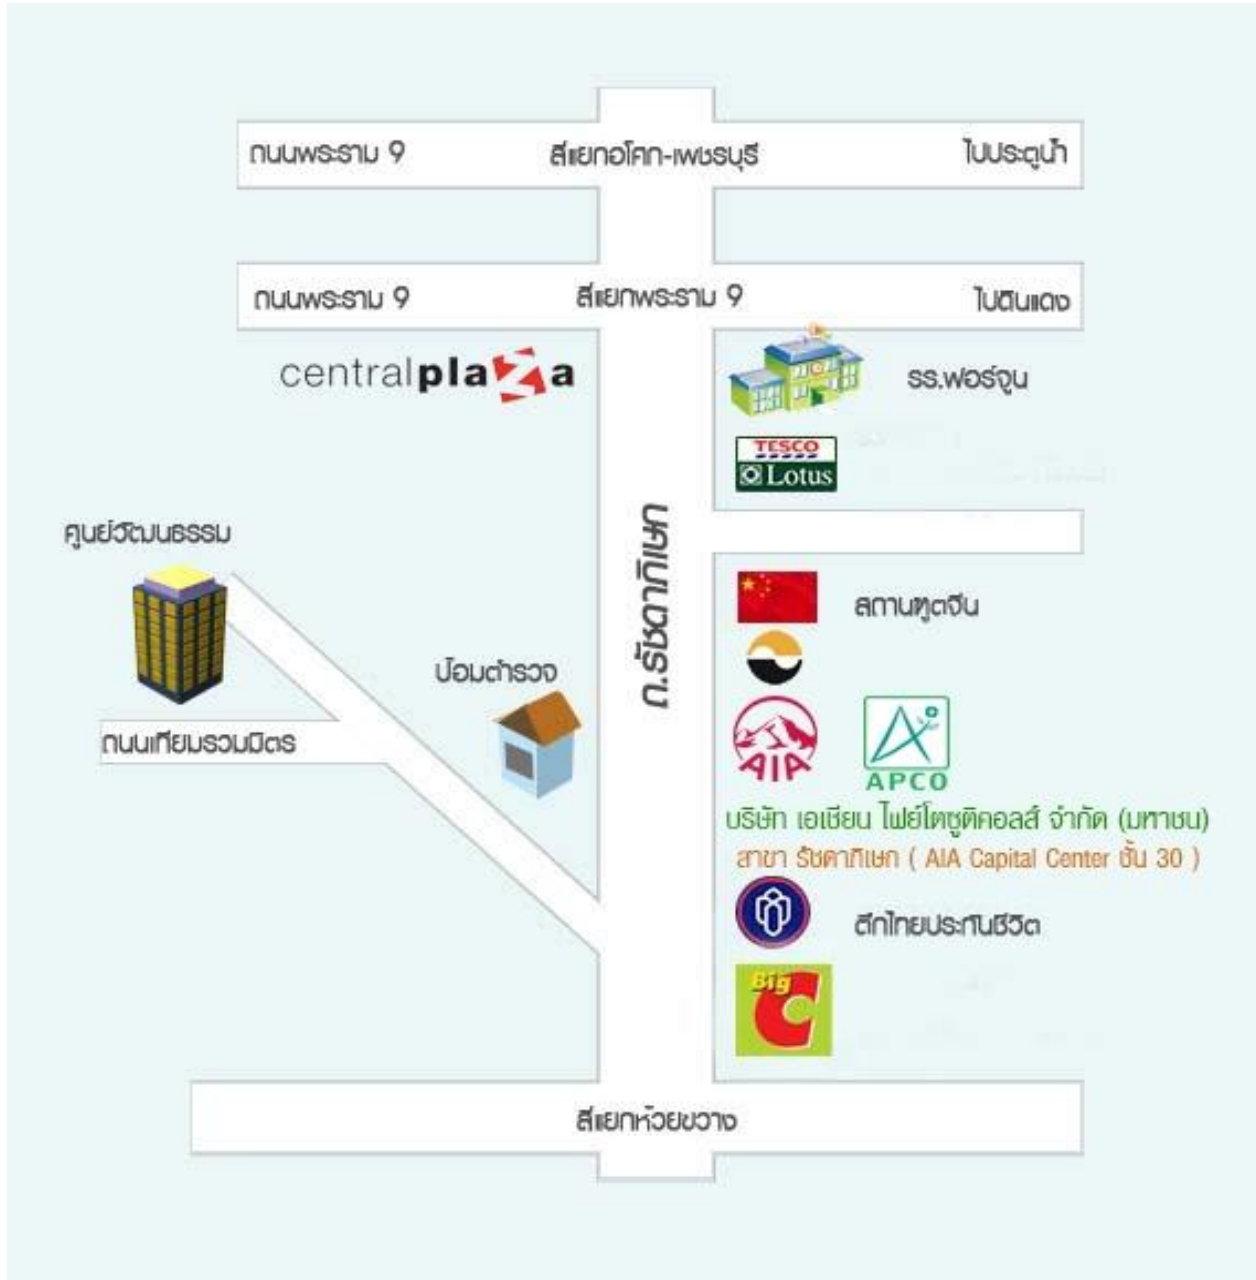 ถนนพระราม 9
สี่แยกอโศก-เพชรบุรี
ไปประตูน้ำ
ถนนพระราม 9
สี่แยกพระราม 9
ไปดินแดง
centralplaza
รร.ฟอร์จูน
TESCO
Lotus
ถ.รัชดาภิเษก
ศูนย์วัฒนธรรม
สถานฑูตจีน
ป้อมตำรวจ
ถนนเทียมรวมมิตร
AIA
APCO
บริษัท เอเชียน ไฟย์โตซูติคอลส์ จำกัด (มหาชน)
สาขา รัชดาภิเษก ( AIA Capital Center ชั้น 30 )
ตึกไทยประกันชีวิต
Big
C
สี่แยกห้วยขวาง